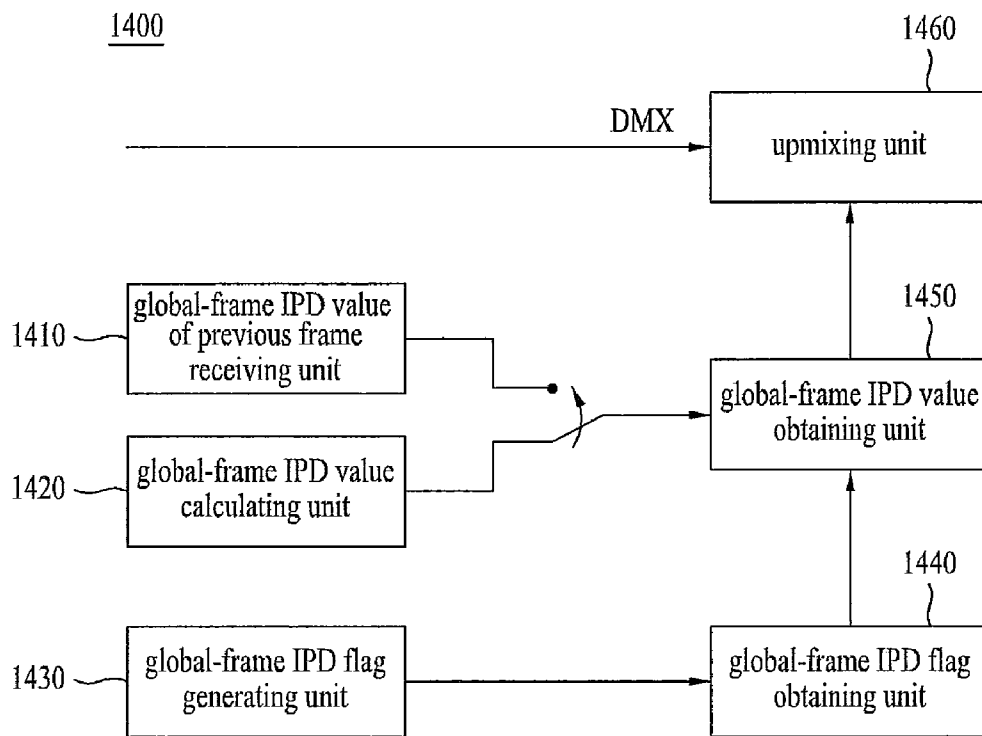 1400
1460
DMX
upmixing unit
1410
global-frame IPD value
of previous frame
receiving unit
1450
global-frame IPD value
obtaining unit
1420
global-frame IPD value
calculating unit
1440
1430
global-frame IPD flag
generating unit
global-frame IPD flag
obtaining unit